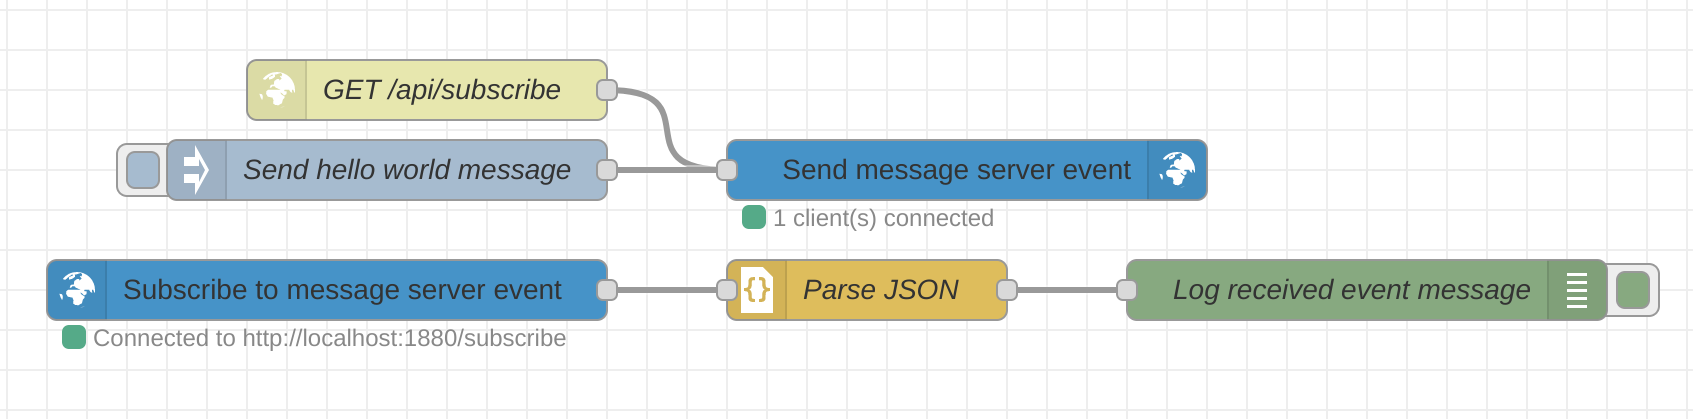 GET /api/subscribe
Send hello world message
Send message server event
1 client(s) connected
Subscribe to message server event
{} Parse JSON
Log received event message
Connected to http://localhost:1880/subscribe